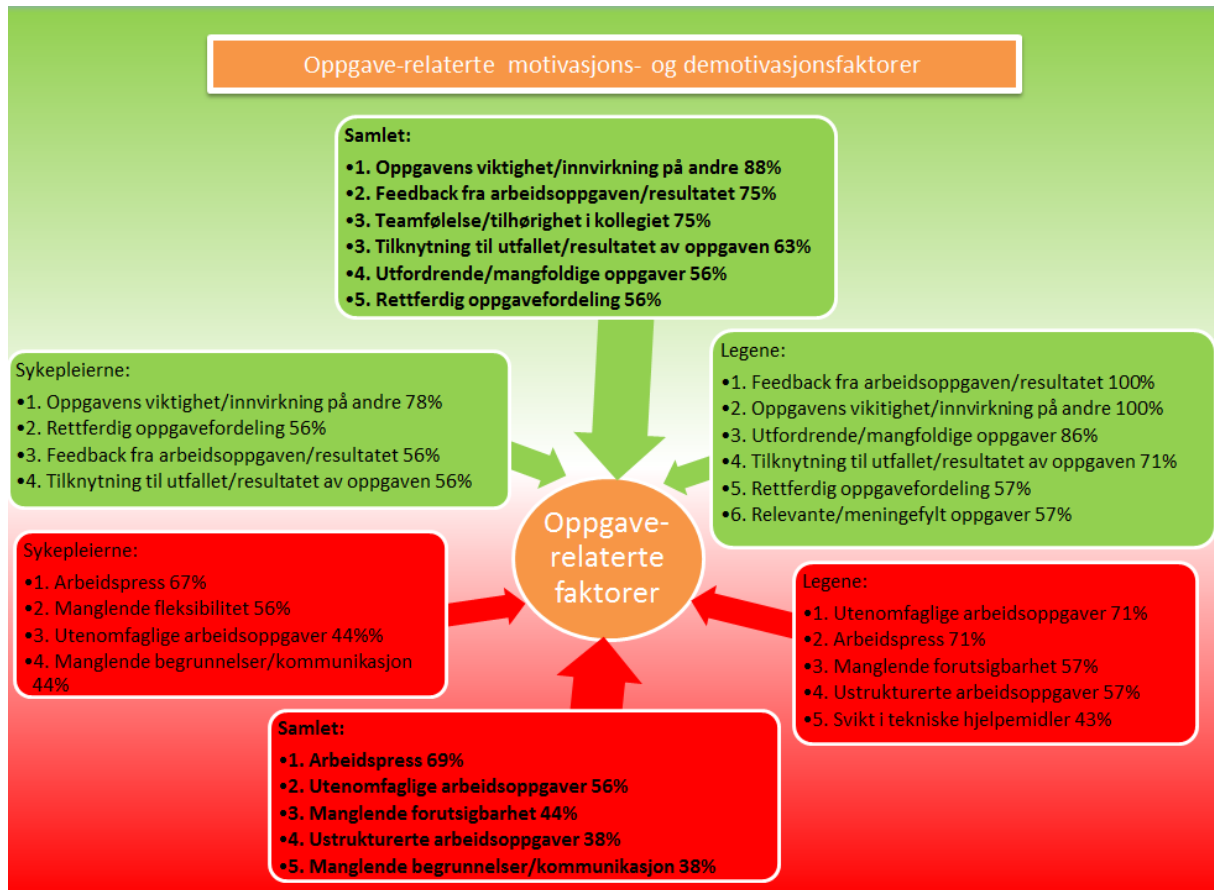 Oppgave-relaterte motivasjons- og demotivasjonsfaktorer
Samlet:
•1. Oppgavens viktighet/innvirkning på andre 88%
•2. Feedback fra arbeidsoppgaven/resultatet 75%
•3. Teamfølelse/tilhørighet i kollegiet 75%
•3. Tilknytning til utfallet/resultatet av oppgaven 63%
•4. Utfordrende/mangfoldige oppgaver 56%
•5. Rettferdig oppgavefordeling 56%
Sykepleierne:
•1. Oppgavens viktighet/innvirkning på andre 78%
•2. Rettferdig oppgavefordeling 56%
•3. Feedback fra arbeidsoppgaven/resultatet 56%
•4. Tilknytning til utfallet/resultatet av oppgaven 56%
Legene:
•1. Feedback fra arbeidsoppgaven/resultatet 100%
•2. Oppgavens vikitighet/innvirkning på andre 100%
•3. Utfordrende/mangfoldige oppgaver 86%
•4. Tilknytning til utfallet/resultatet av oppgaven 71%
•5. Rettferdig oppgavefordeling 57%
•6. Relevante/meningefylt oppgaver 57%
Oppgave-
relaterte
faktorer
Sykepleierne:
•1. Arbeidspress 67%
•2. Manglende fleksibilitet 56%
•3. Utenomfaglige arbeidsoppgaver 44%%
•4. Manglende begrunnelser/kommunikasjon
44%
Legene:
•1. Utenomfaglige arbeidsoppgaver 71%
•2. Arbeidspress 71%
•3. Manglende forutsigbarhet 57%
•4. Ustrukturerte arbeidsoppgaver 57%
•5. Svikt i tekniske hjelpemidler 43%
Samlet:
•1. Arbeidspress 69%
•2. Utenomfaglige arbeidsoppgaver 56%
•3. Manglende forutsigbarhet 44%
•4. Ustrukturerte arbeidsoppgaver 38%
•5. Manglende begrunnelser/kommunikasjon 38%